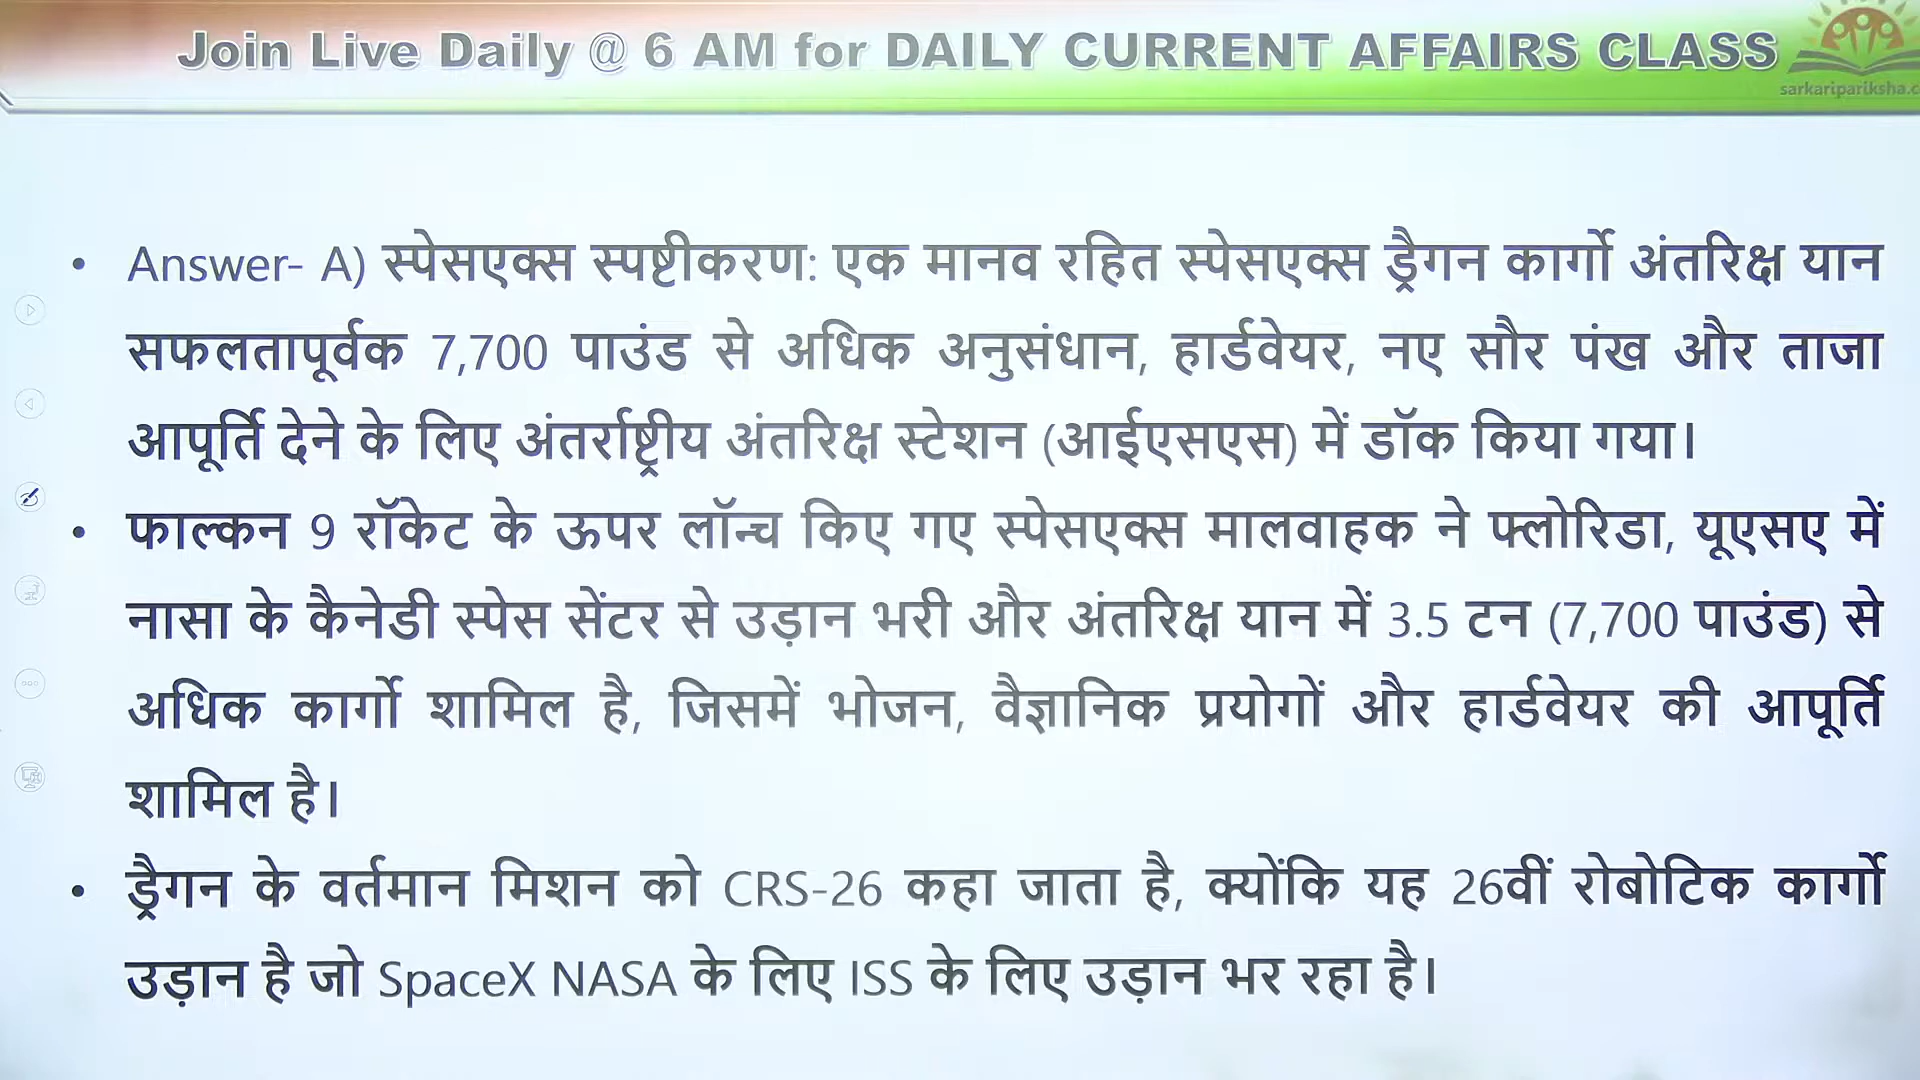 Join Live Daily @ 6 AM for DAILY CURRENT AFFAIRS CLASS
• Answer- A) स्पेसएक्स स्पष्टीकरण: एक मानव रहित स्पेसएक्स ड्रैगन कार्गो अंतरिक्ष यान
सफलतापूर्वक 7,700 पाउंड से अधिक अनुसंधान, हार्डवेयर, नए सौर पंख और ताजा
आपूर्ति देने के लिए अंतर्राष्ट्रीय अंतरिक्ष स्टेशन (आईएसएस) में डॉक किया गया।
• फाल्कन 9 रॉकेट के ऊपर लॉन्च किए गए स्पेसएक्स मालवाहक ने फ्लोरिडा, यूएसए में
नासा के कैनेडी स्पेस सेंटर से उड़ान भरी और अंतरिक्ष यान में 3.5 टन (7,700 पाउंड) से
अधिक कार्गो शामिल है, जिसमें भोजन, वैज्ञानिक प्रयोगों और हार्डवेयर की आपूर्ति
शामिल है।
• ड्रैगन के वर्तमान मिशन को CRS-26 कहा जाता है, क्योंकि यह 26वीं रोबोटिक कार्गो
उड़ान है जो SpaceX NASA के लिए ISS के लिए उड़ान भर रहा है।